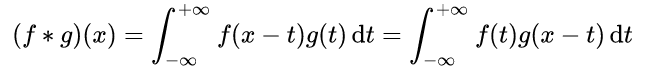 (f ∗ g)(x) = ∫_{−∞}^{+∞} f(x − t)g(t) dt = ∫_{−∞}^{+∞} f(t)g(x − t) dt